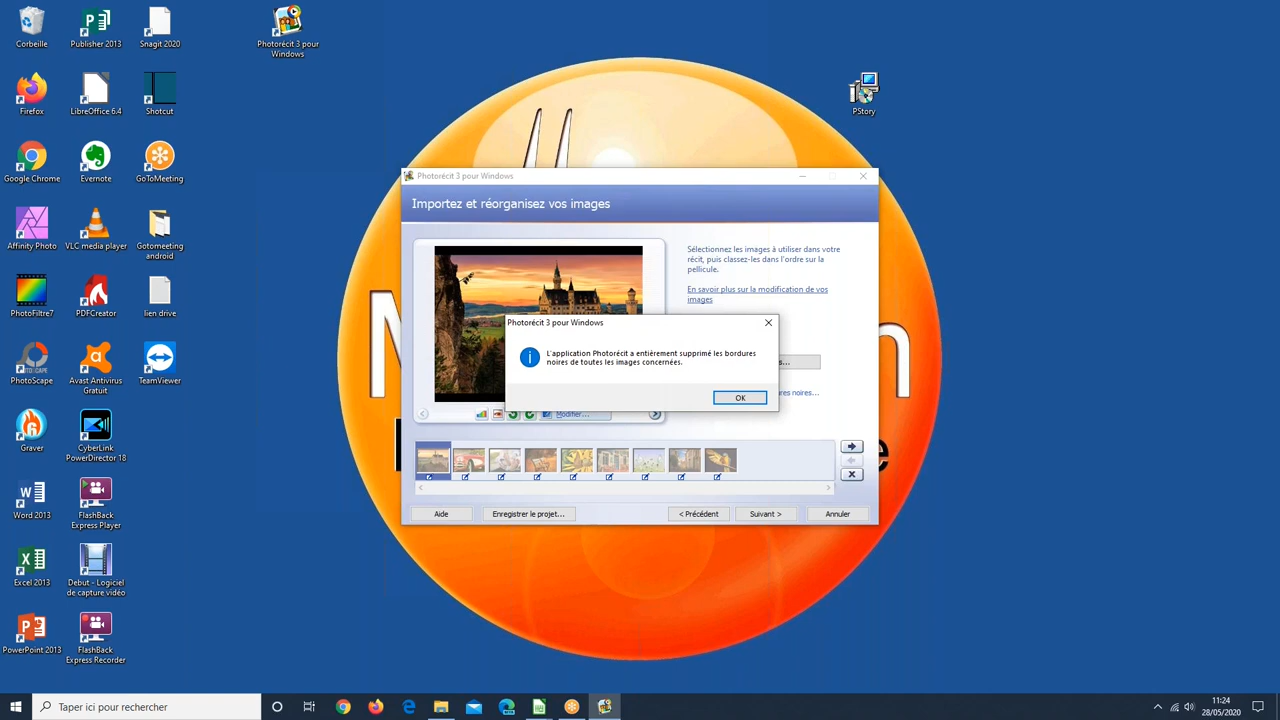 Corbeille
Publisher 2013
Snagit 2020
Photorécit 3 pour
Windows
Firefox
LibreOffice 6.4
Shotcut
PStory
Google Chrome
Evernote
GoToMeeting
Affinity Photo
VLC media player
Gotomeeting
android
PhotoFiltre7
PDFCreator
lien drive
PhotoScape
Avast Antivirus
Gratuit
TeamViewer
Graver
CyberLink
PowerDirector 18
Word 2013
FlashBack
Express Player
Excel 2013
Debut - Logiciel
de capture vidéo
PowerPoint 2013
FlashBack
Express Recorder
Photorécit 3 pour Windows
Importez et réorganisez vos images
Sélectionnez les images à utiliser dans votre
récit, puis classez-les dans l'ordre sur la
pellicule.
En savoir plus sur la modification de vos
images
Photorécit 3 pour Windows
L'application Photorécit a entièrement supprimé les bordures
noires de toutes les images concernées.
OK
noires...
Modifier...
Aide
Enregistrer le projet...
< Précédent
Suivant >
Annuler
Taper ici pour rechercher
11:24
28/05/2020